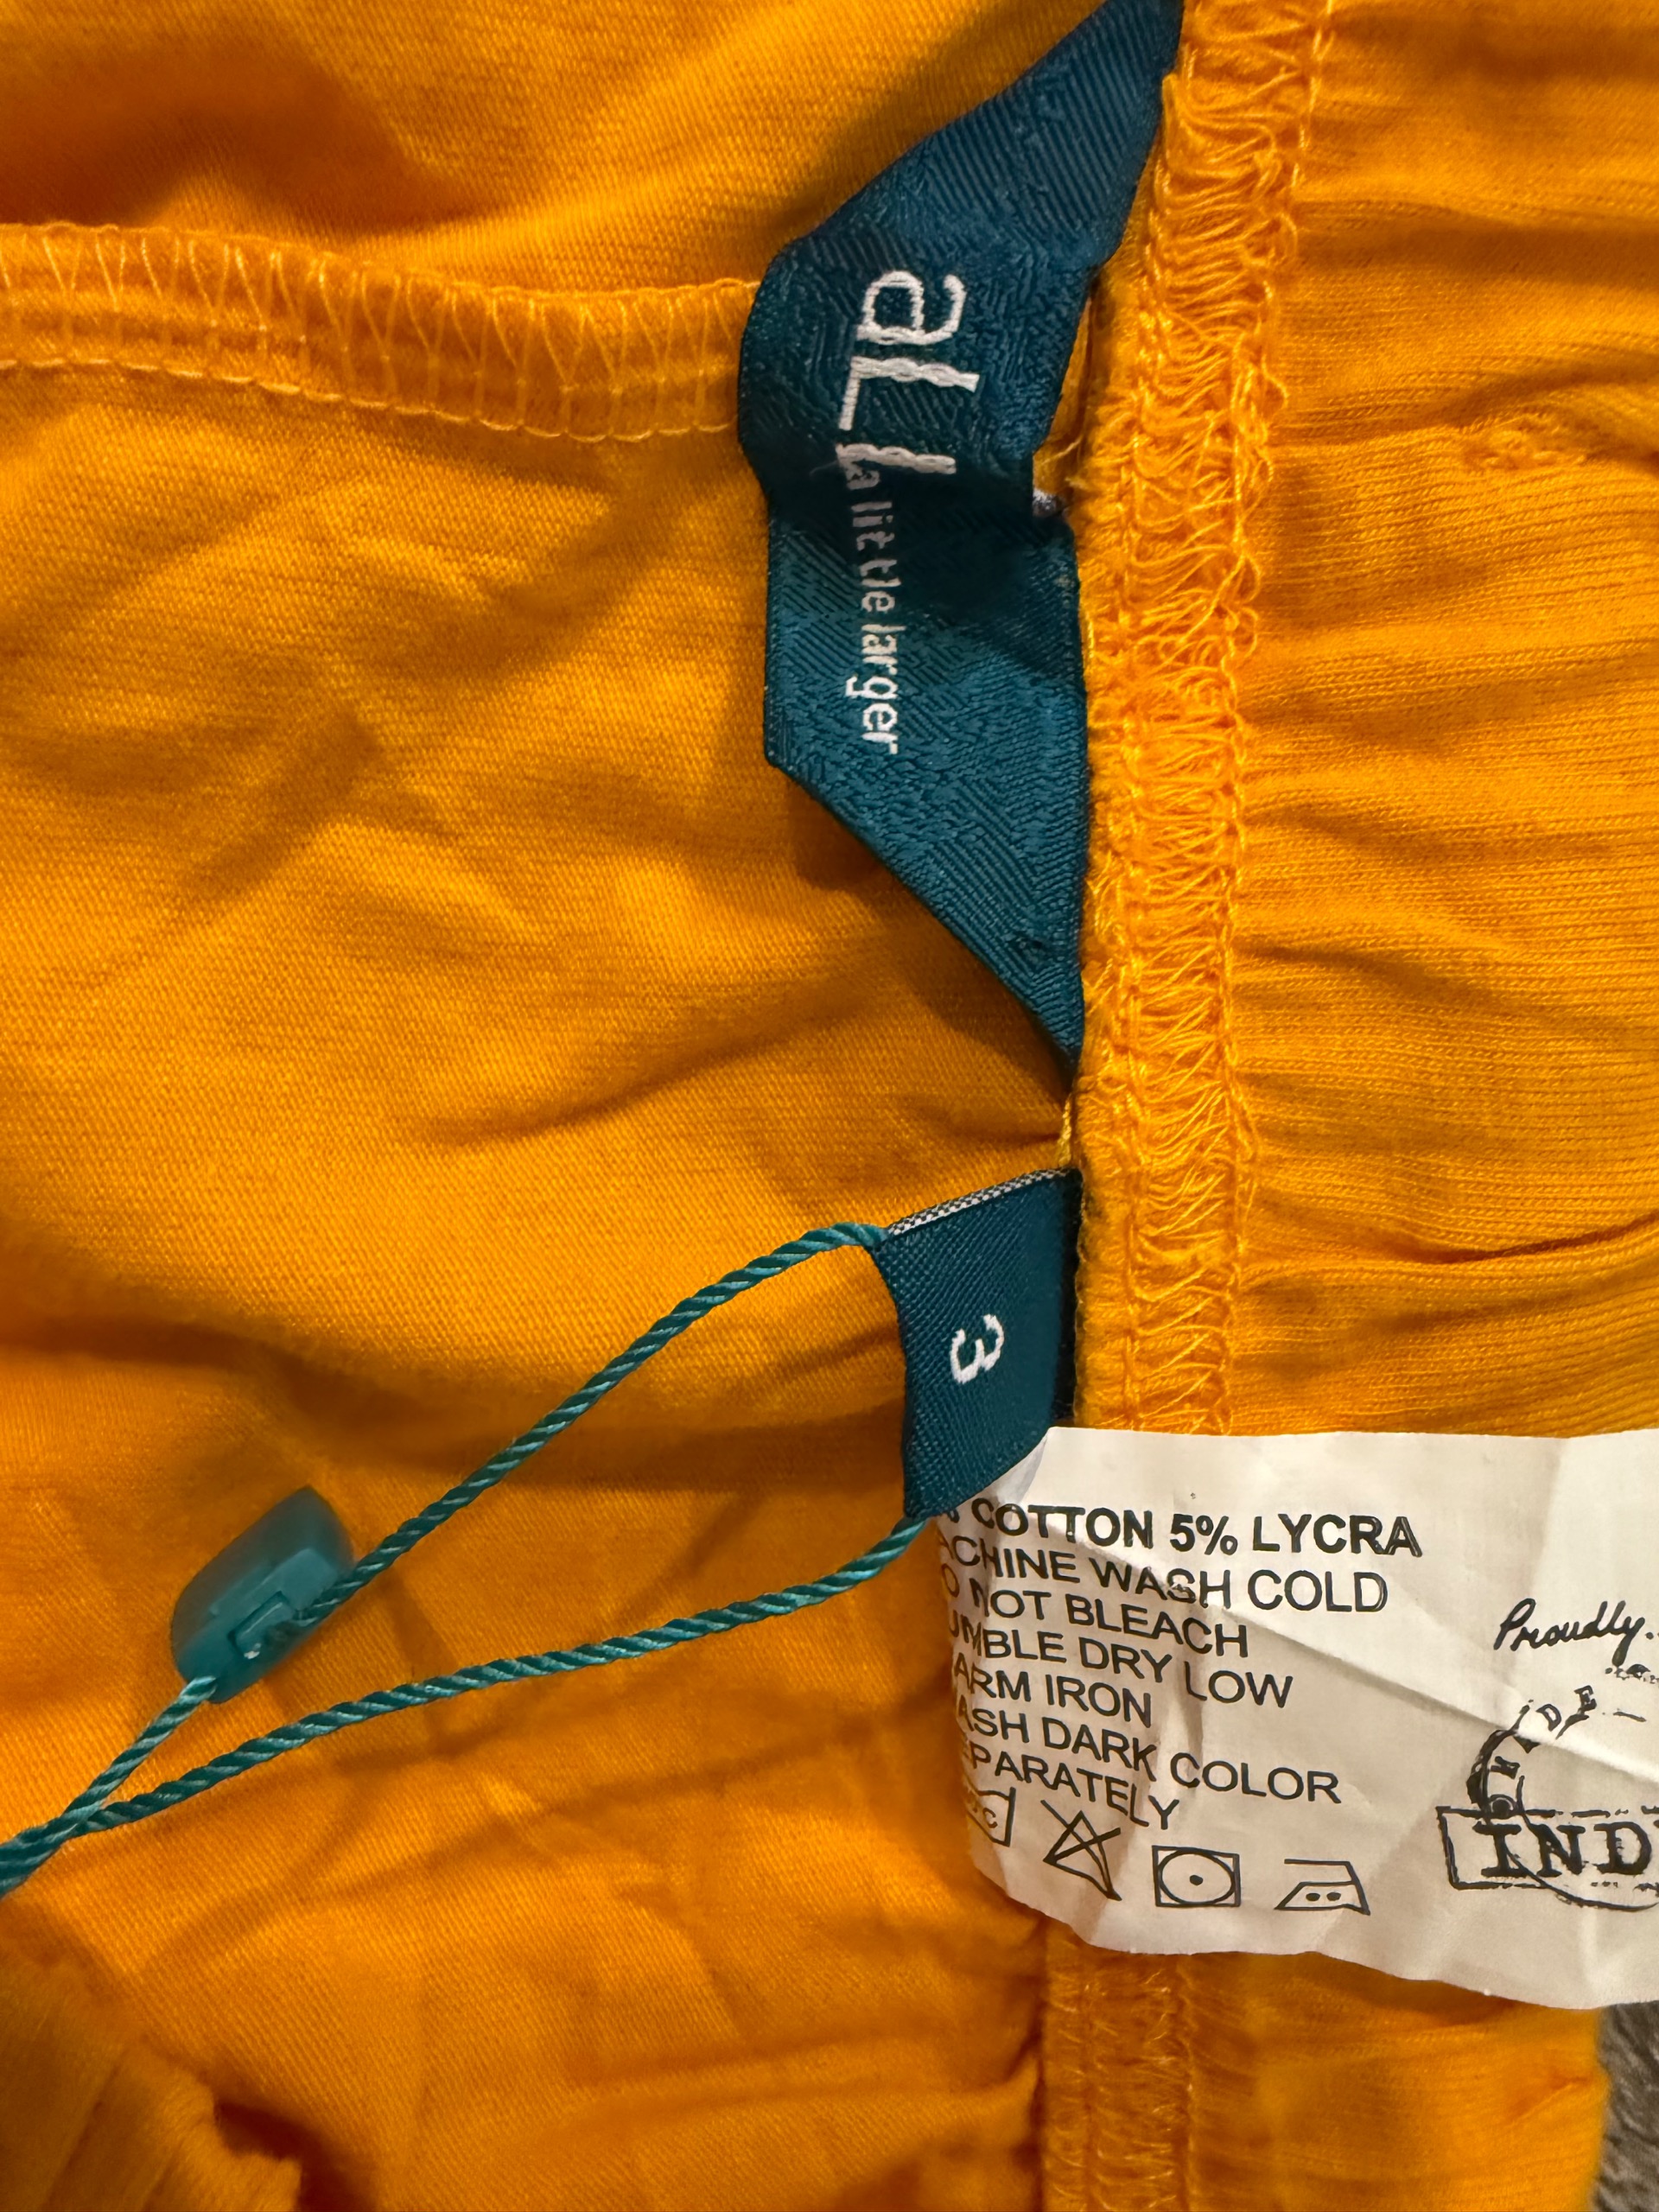 aLL
a little larger
3
% COTTON 5% LYCRA
ACHINE WASH COLD
O NOT BLEACH
UMBLE DRY LOW
ARM IRON
ASH DARK COLOR
EPARATELY
Proudly..
IND